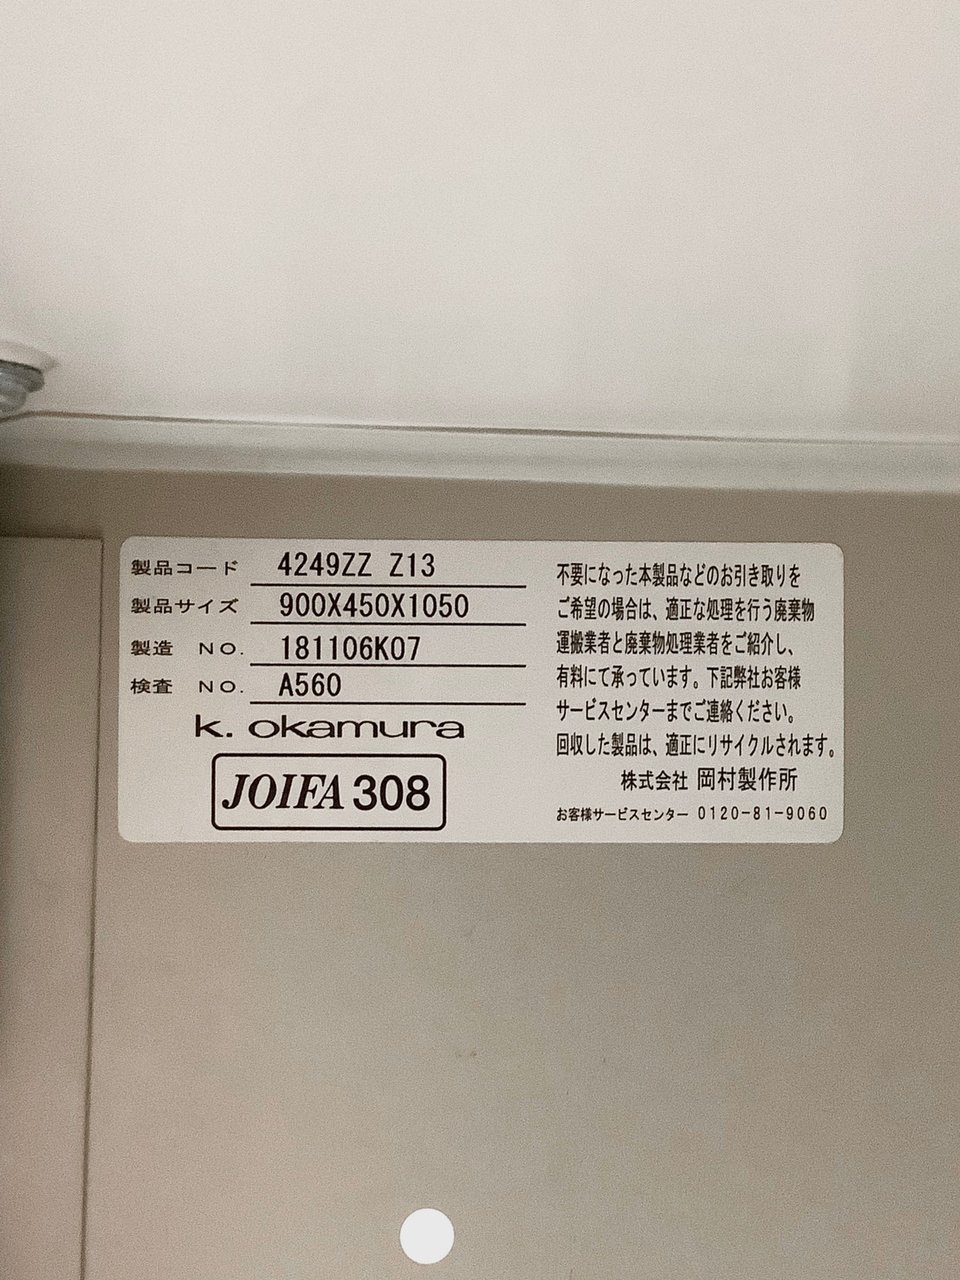 製品コード 4249ZZ Z13
製品サイズ 900X450X1050
製造 NO. 181106K07
検査 NO. A560
k. okamura
JOIFA 308
不要になった本製品などのお引き取りを
ご希望の場合は、適正な処理を行う廃棄物
運搬業者と廃棄物処理業者をご紹介し、
有料にて承っています。下記弊社お客様
サービスセンターまでご連絡ください。
回収した製品は、適正にリサイクルされます。
株式会社 岡村製作所
お客様サービスセンター 0120-81-9060